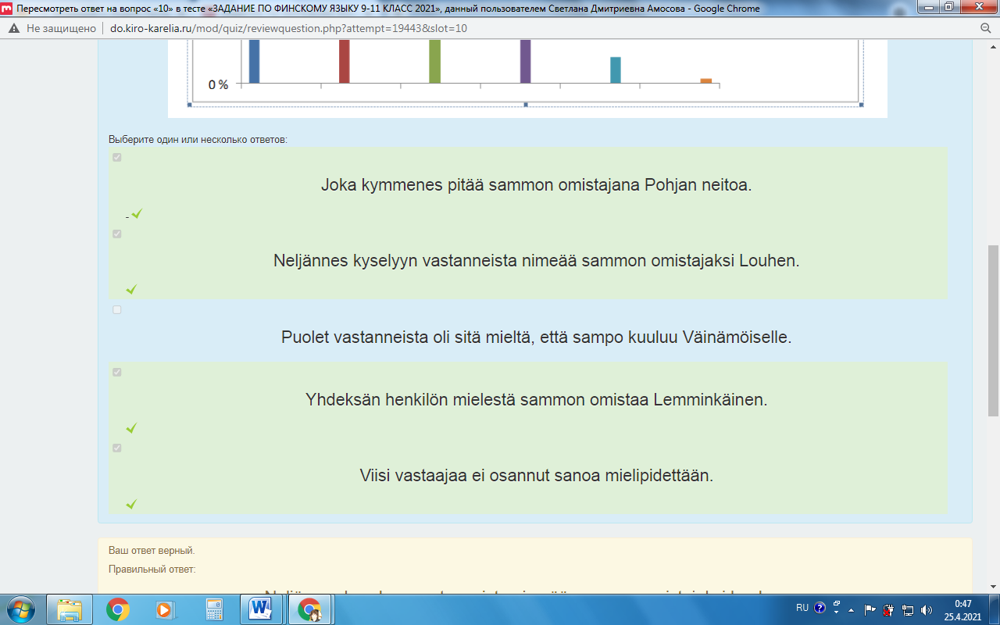 Пересмотреть ответ на вопрос «10» в тесте «ЗАДАНИЕ ПО ФИНСКОМУ ЯЗЫКУ 9-11 КЛАСС 2021», данный пользователем Светлана Дмитриевна Амосова - Google Chrome
Не защищено | do.kiro-karelia.ru/mod/quiz/reviewquestion.php?attempt=19443&slot=10
0 %
Выберите один или несколько ответов:
Joka kymmenes pitää sammon omistajana Pohjan neitoa.
-
Neljännes kyselyyn vastanneista nimeää sammon omistajaksi Louhen.
Puolet vastanneista oli sitä mieltä, että sampo kuuluu Väinämöiselle.
Yhdeksän henkilön mielestä sammon omistaa Lemminkäinen.
Viisi vastaajaa ei osannut sanoa mielipidettään.
Ваш ответ верный.
Правильный ответ:
RU
0:47
25.4.2021